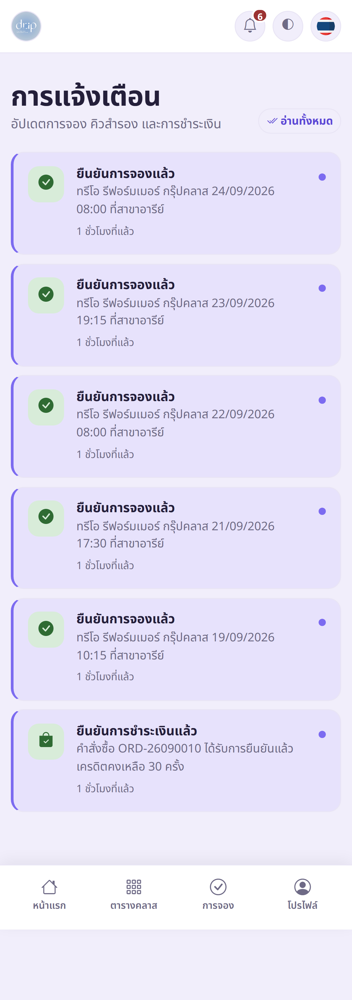 drip
6
การแจ้งเตือน
อัปเดตการจอง คิวสำรอง และการชำระเงิน
อ่านทั้งหมด
ยืนยันการจองแล้ว
ทรีโอ รีฟอร์มเมอร์ กรุ๊ปคลาส 24/09/2026
08:00 ที่สาขาอารีย์
1 ชั่วโมงที่แล้ว
ยืนยันการจองแล้ว
ทรีโอ รีฟอร์มเมอร์ กรุ๊ปคลาส 23/09/2026
19:15 ที่สาขาอารีย์
1 ชั่วโมงที่แล้ว
ยืนยันการจองแล้ว
ทรีโอ รีฟอร์มเมอร์ กรุ๊ปคลาส 22/09/2026
08:00 ที่สาขาอารีย์
1 ชั่วโมงที่แล้ว
ยืนยันการจองแล้ว
ทรีโอ รีฟอร์มเมอร์ กรุ๊ปคลาส 21/09/2026
17:30 ที่สาขาอารีย์
1 ชั่วโมงที่แล้ว
ยืนยันการจองแล้ว
ทรีโอ รีฟอร์มเมอร์ กรุ๊ปคลาส 19/09/2026
10:15 ที่สาขาอารีย์
1 ชั่วโมงที่แล้ว
ยืนยันการชำระเงินแล้ว
คำสั่งซื้อ ORD-26090010 ได้รับการยืนยันแล้ว
เครดิตคงเหลือ 30 ครั้ง
1 ชั่วโมงที่แล้ว
หน้าแรก
ตารางคลาส
การจอง
โปรไฟล์